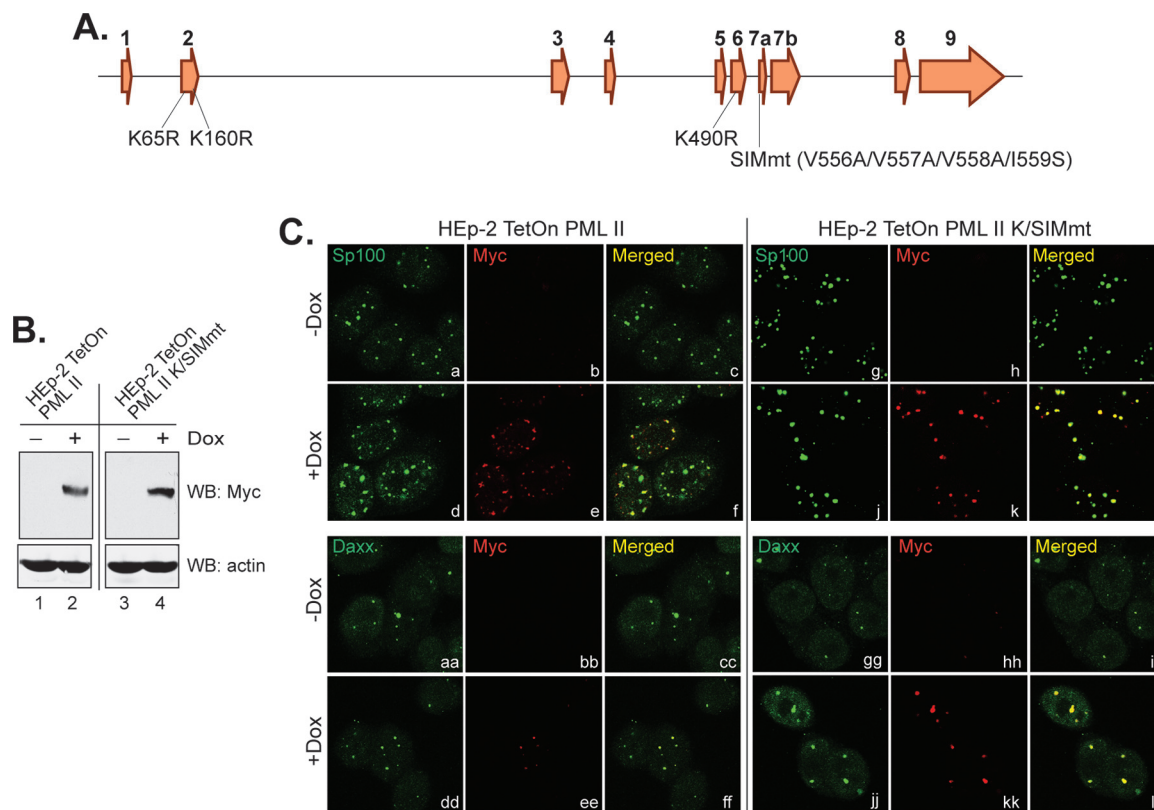 A.
1 2 3 4 5 6 7a 7b 8 9
K65R K160R K490R
SIMmt (V556A/V557A/V558A/I559S)
B.
HEp-2 TetOn
PML II
HEp-2 TetOn
PML II K/SIMmt
– + – + Dox
WB: Myc
WB: actin
1 2 3 4
C.
HEp-2 TetOn PML II HEp-2 TetOn PML II K/SIMmt
-Dox
Sp100 Myc Merged Sp100 Myc Merged
a b c g h i
+Dox
d e f j k l
-Dox
Daxx Myc Merged Daxx Myc Merged
aa bb cc gg hh i
+Dox
dd ee ff jj kk l